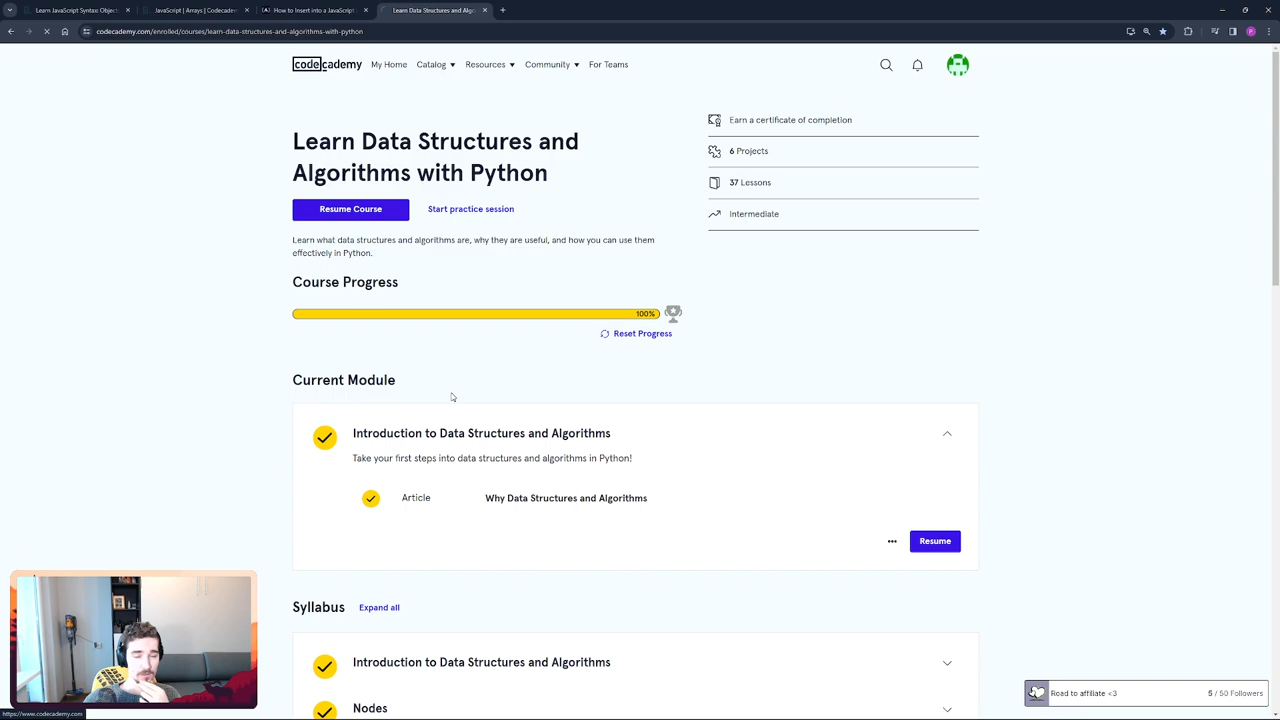 Learn JavaScript Syntax: Object
JavaScript | Arrays | Codecadem
How to Insert into a JavaScript
Learn Data Structures and Algo
codecademy.com/enrolled/courses/learn-data-structures-and-algorithms-with-python
codecademy
My Home
Catalog
Resources
Community
For Teams
Earn a certificate of completion
Learn Data Structures and
Algorithms with Python
6 Projects
37 Lessons
Resume Course
Start practice session
Intermediate
Learn what data structures and algorithms are, why they are useful, and how you can use them
effectively in Python.
Course Progress
100%
Reset Progress
Current Module
Introduction to Data Structures and Algorithms
Take your first steps into data structures and algorithms in Python!
Article
Why Data Structures and Algorithms
Resume
Syllabus
Expand all
Introduction to Data Structures and Algorithms
Nodes
Road to affiliate <3
5 / 50 Followers
https://www.codecademy.com